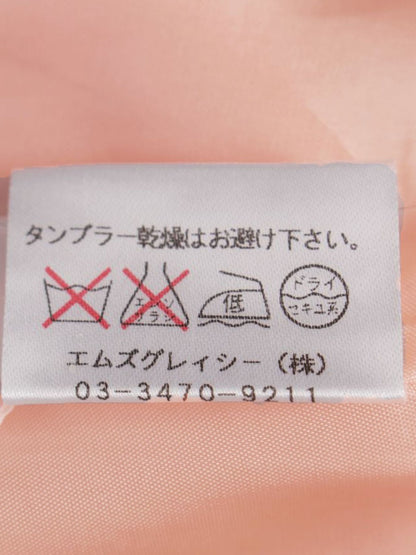 タンブラー乾燥はお避け下さい。
エンソ サラシ 低 ドライ セキユ系
エムズグレイシー（株）
03-3470-9211